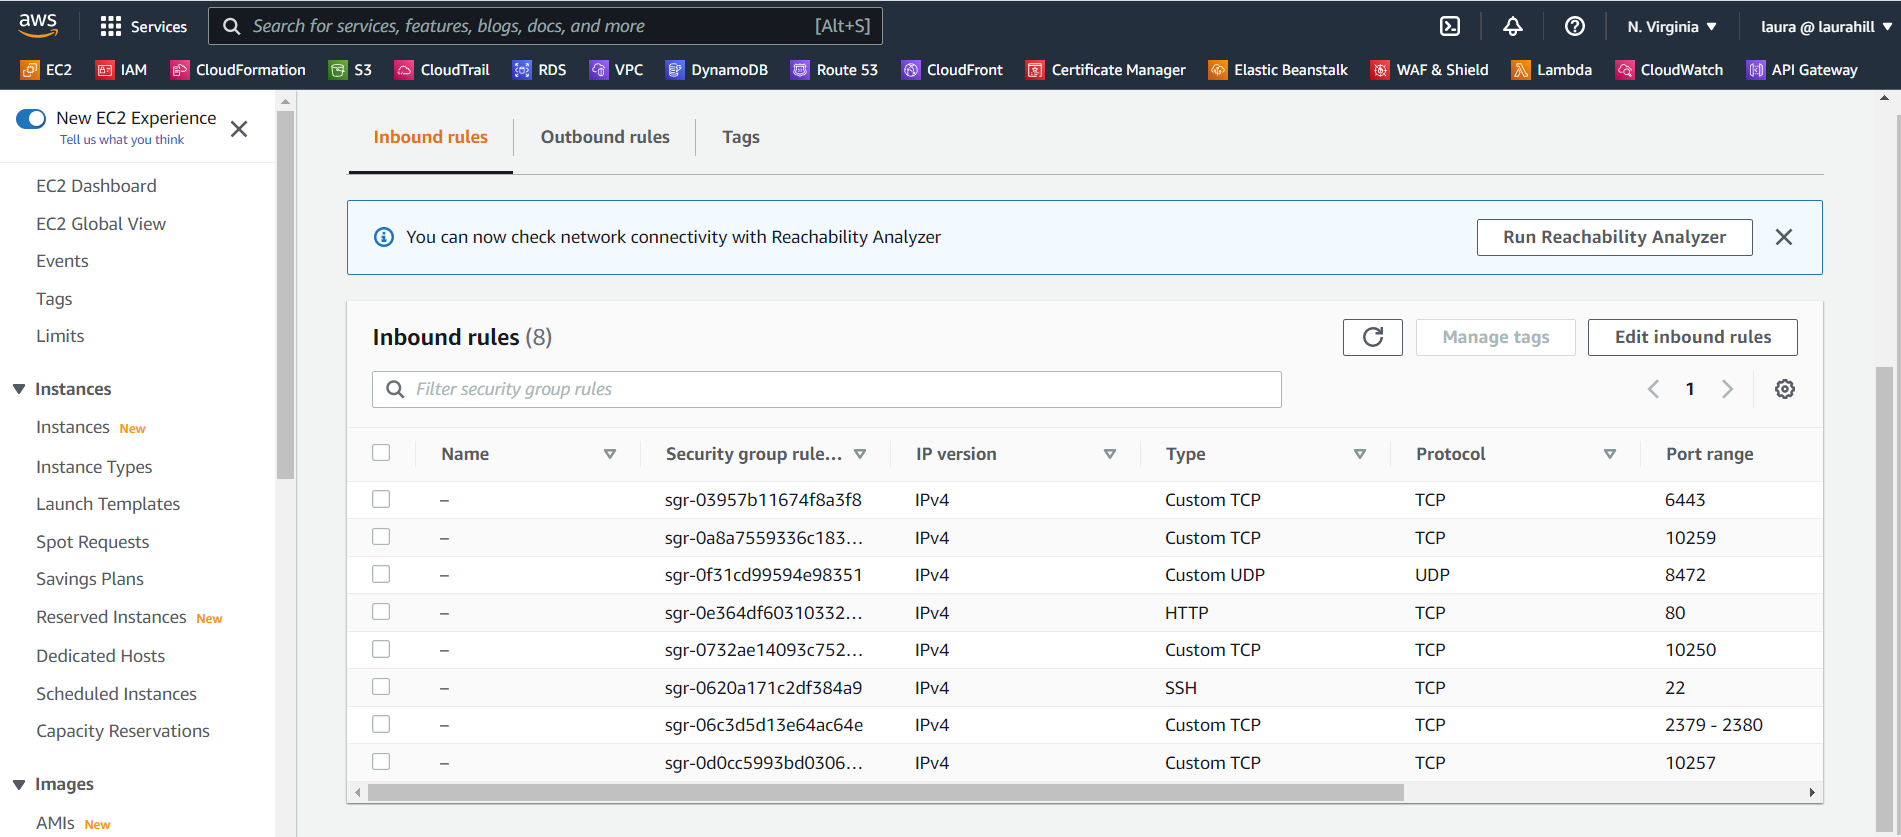 aws Services Search for services, features, blogs, docs, and more [Alt+S] N. Virginia laura @ laurahill
EC2 IAM CloudFormation S3 CloudTrail RDS VPC DynamoDB Route 53 CloudFront Certificate Manager Elastic Beanstalk WAF & Shield Lambda CloudWatch API Gateway
New EC2 Experience
Tell us what you think
EC2 Dashboard
EC2 Global View
Events
Tags
Limits
Instances
Instances New
Instance Types
Launch Templates
Spot Requests
Savings Plans
Reserved Instances New
Dedicated Hosts
Scheduled Instances
Capacity Reservations
Images
AMIs New
Inbound rules Outbound rules Tags
You can now check network connectivity with Reachability Analyzer Run Reachability Analyzer
Inbound rules (8) Manage tags Edit inbound rules
Filter security group rules 1
Name Security group rule... IP version Type Protocol Port range
– sgr-03957b11674f8a3f8 IPv4 Custom TCP TCP 6443
– sgr-0a8a7559336c183... IPv4 Custom TCP TCP 10259
– sgr-0f31cd99594e98351 IPv4 Custom UDP UDP 8472
– sgr-0e364df60310332... IPv4 HTTP TCP 80
– sgr-0732ae14093c752... IPv4 Custom TCP TCP 10250
– sgr-0620a171c2df384a9 IPv4 SSH TCP 22
– sgr-06c3d5d13e64ac64e IPv4 Custom TCP TCP 2379 - 2380
– sgr-0d0cc5993bd0306... IPv4 Custom TCP TCP 10257